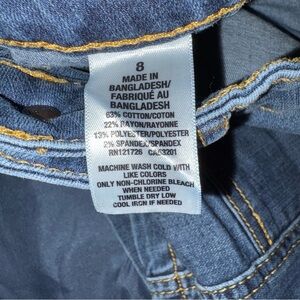 8
MADE IN
BANGLADESH/
FABRIQUÉ AU
BANGLADESH
63% COTTON/COTON
22% RAYON/RAYONNE
13% POLYESTER/POLYESTER
2% SPANDEX/SPANDEX
RN121726 CA53201
MACHINE WASH COLD WITH
LIKE COLORS
ONLY NON-CHLORINE BLEACH
WHEN NEEDED
TUMBLE DRY LOW
COOL IRON IF NEEDED